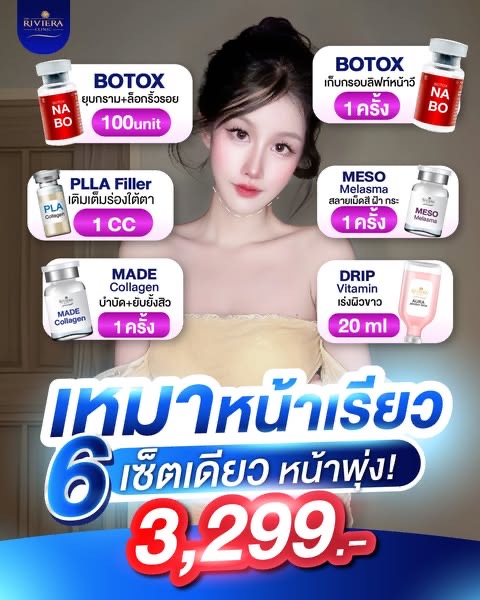 RIVIERA
CLINIC
BOTOX
ยุบกราม+ล็อกริ้วรอย
100unit
NA
BO
BOTOX
เก็บกรอบลิฟท์หน้าวี
1 ครั้ง
NA
BO
PLLA Filler
เติมเต็มร่องใต้ตา
1 CC
PLA
Collagen
MESO
Melasma
สลายเม็ดสี ฝ้า กระ
1 ครั้ง
MESO
Melasma
MADE
Collagen
บำบัด+ยับยั้งสิว
1 ครั้ง
MADE
Collagen
DRIP
Vitamin
เร่งผิวขาว
20 ml
AURA
เหมาหน้าเรียว
6 เซ็ตเดียว หน้าพุ่ง!
3,299.-